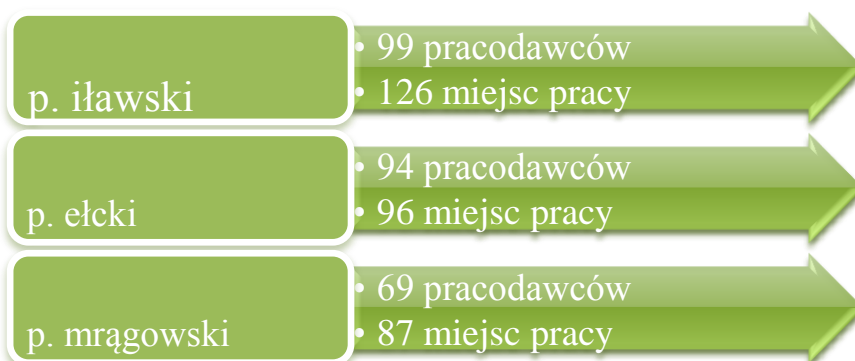 p. iławski
• 99 pracodawców
• 126 miejsc pracy
p. ełcki
• 94 pracodawców
• 96 miejsc pracy
p. mrągowski
• 69 pracodawców
• 87 miejsc pracy